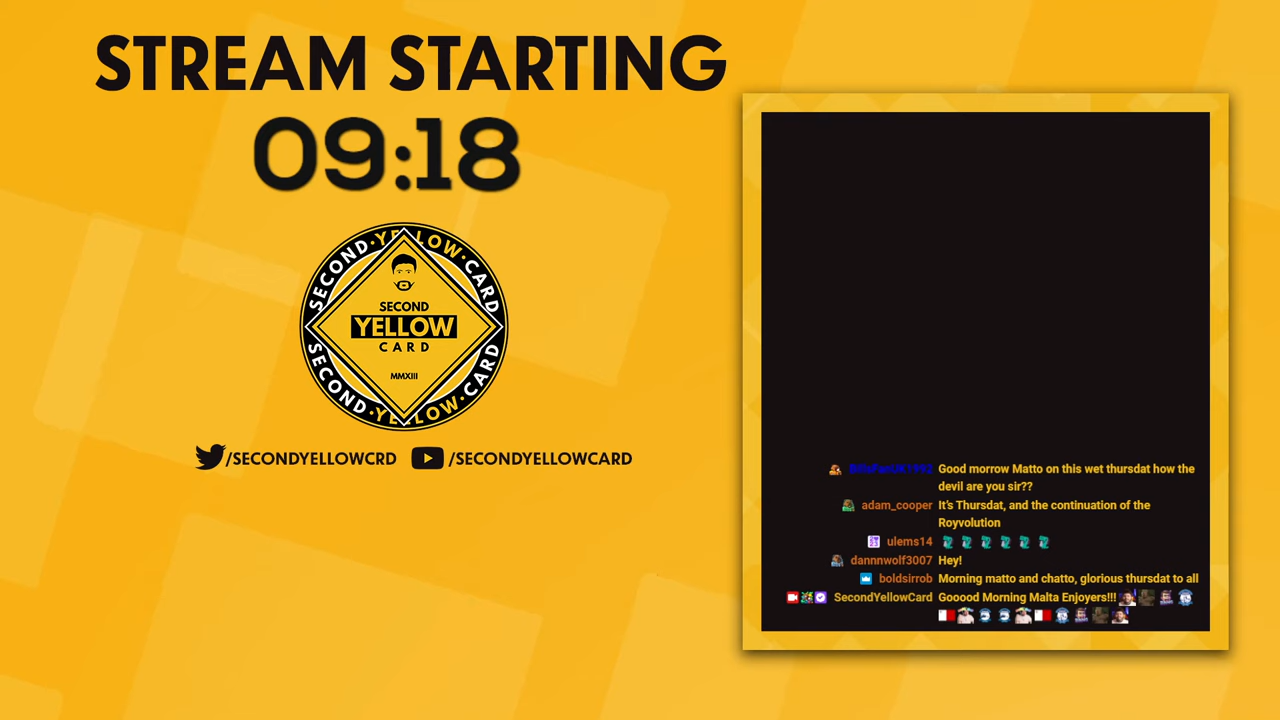 STREAM STARTING
09:18
SECOND·YELLOW·CARD
SECOND
YELLOW
CARD
MMXIII
SECOND·YELLOW·CARD
/SECONDYELLOWCRD /SECONDYELLOWCARD
BillsFanUK1992 Good morrow Matto on this wet thursdat how the
devil are you sir??
adam_cooper It's Thursdat, and the continuation of the
Royvolution
ulems14
dannnwolf3007 Hey!
boldsirrob Morning matto and chatto, glorious thursdat to all
SecondYellowCard Gooood Morning Malta Enjoyers!!!